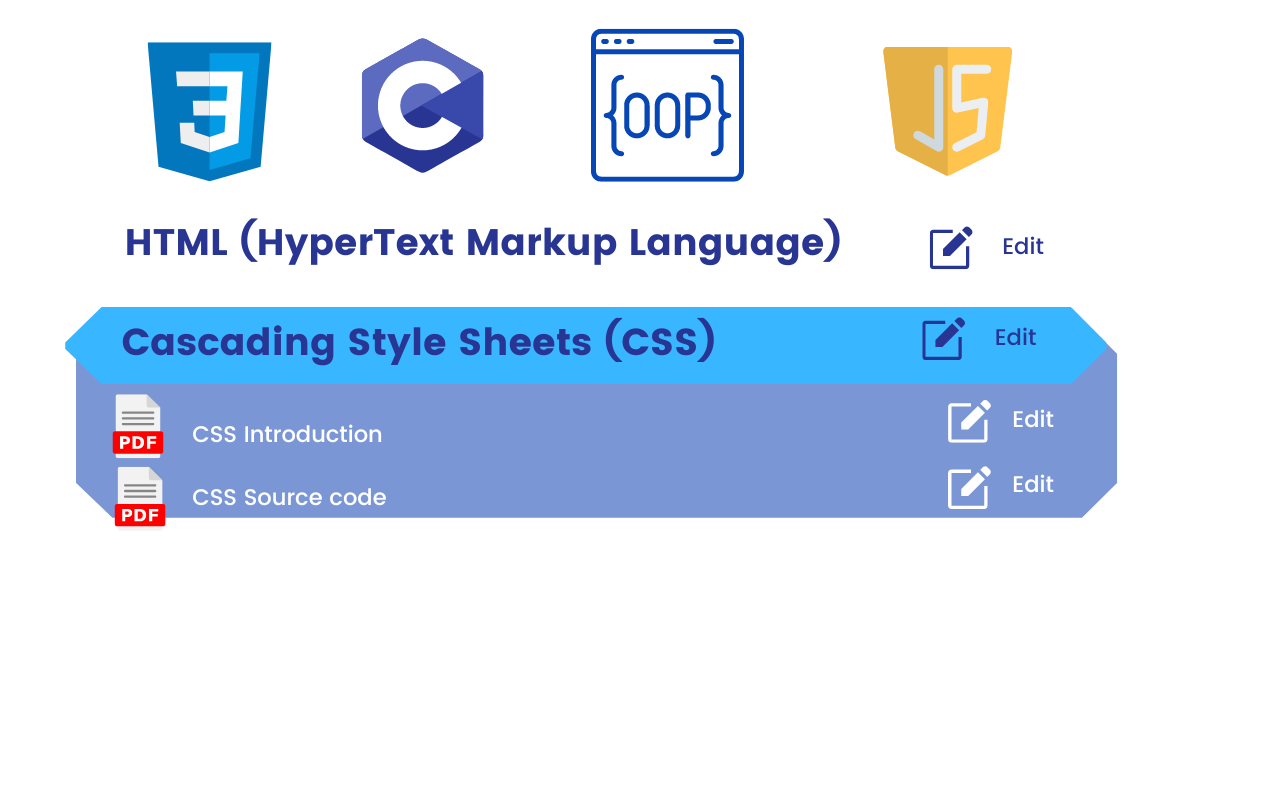 3 C {OOP} JS
HTML (HyperText Markup Language) Edit
Cascading Style Sheets (CSS) Edit
PDF CSS Introduction Edit
PDF CSS Source code Edit